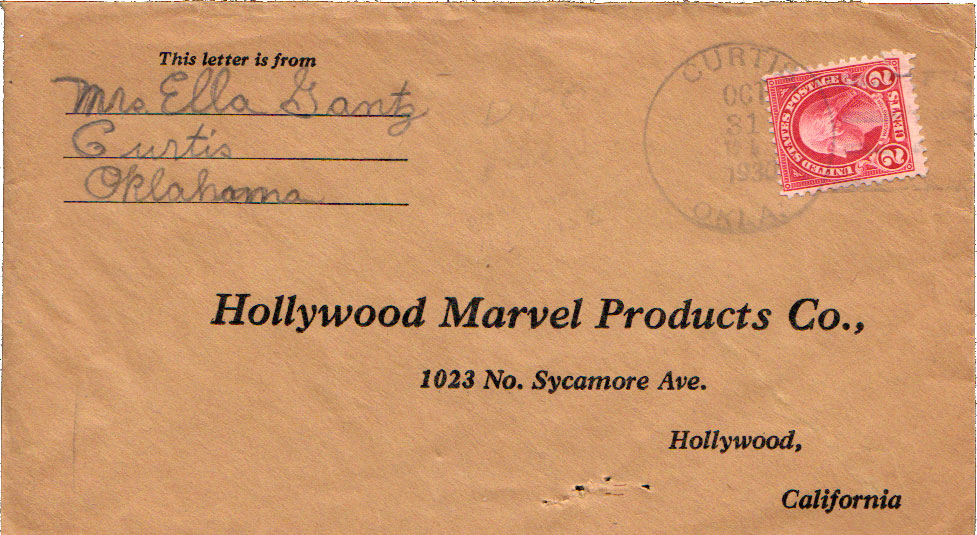 This letter is from
Mrs. Ella Gantz
Curtis
Oklahoma
CURTIS
OCT
31
1930
OKLA.
UNITED STATES POSTAGE
2 CENTS 2
Hollywood Marvel Products Co.,
1023 No. Sycamore Ave.
Hollywood,
California